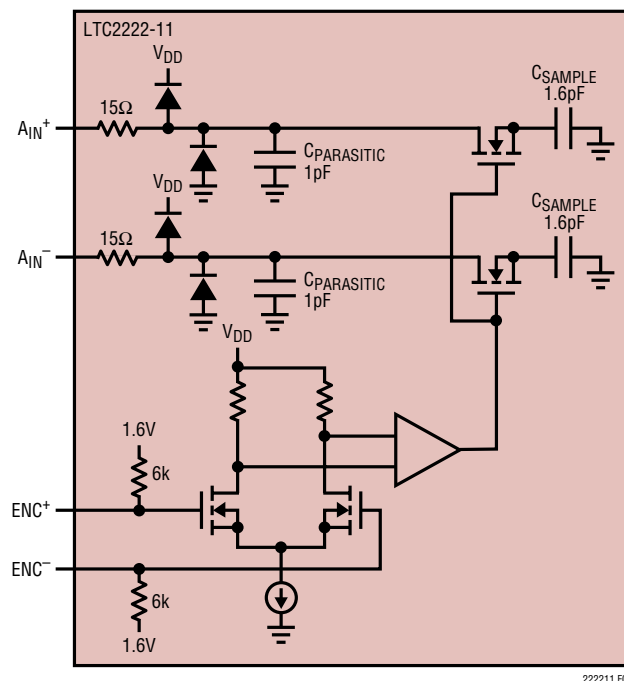 LTC2222-11
VDD
CSAMPLE
1.6pF
15Ω
AIN+
CPARASITIC
1pF
VDD
CSAMPLE
1.6pF
15Ω
AIN–
CPARASITIC
1pF
VDD
1.6V
6k
ENC+
ENC–
6k
1.6V